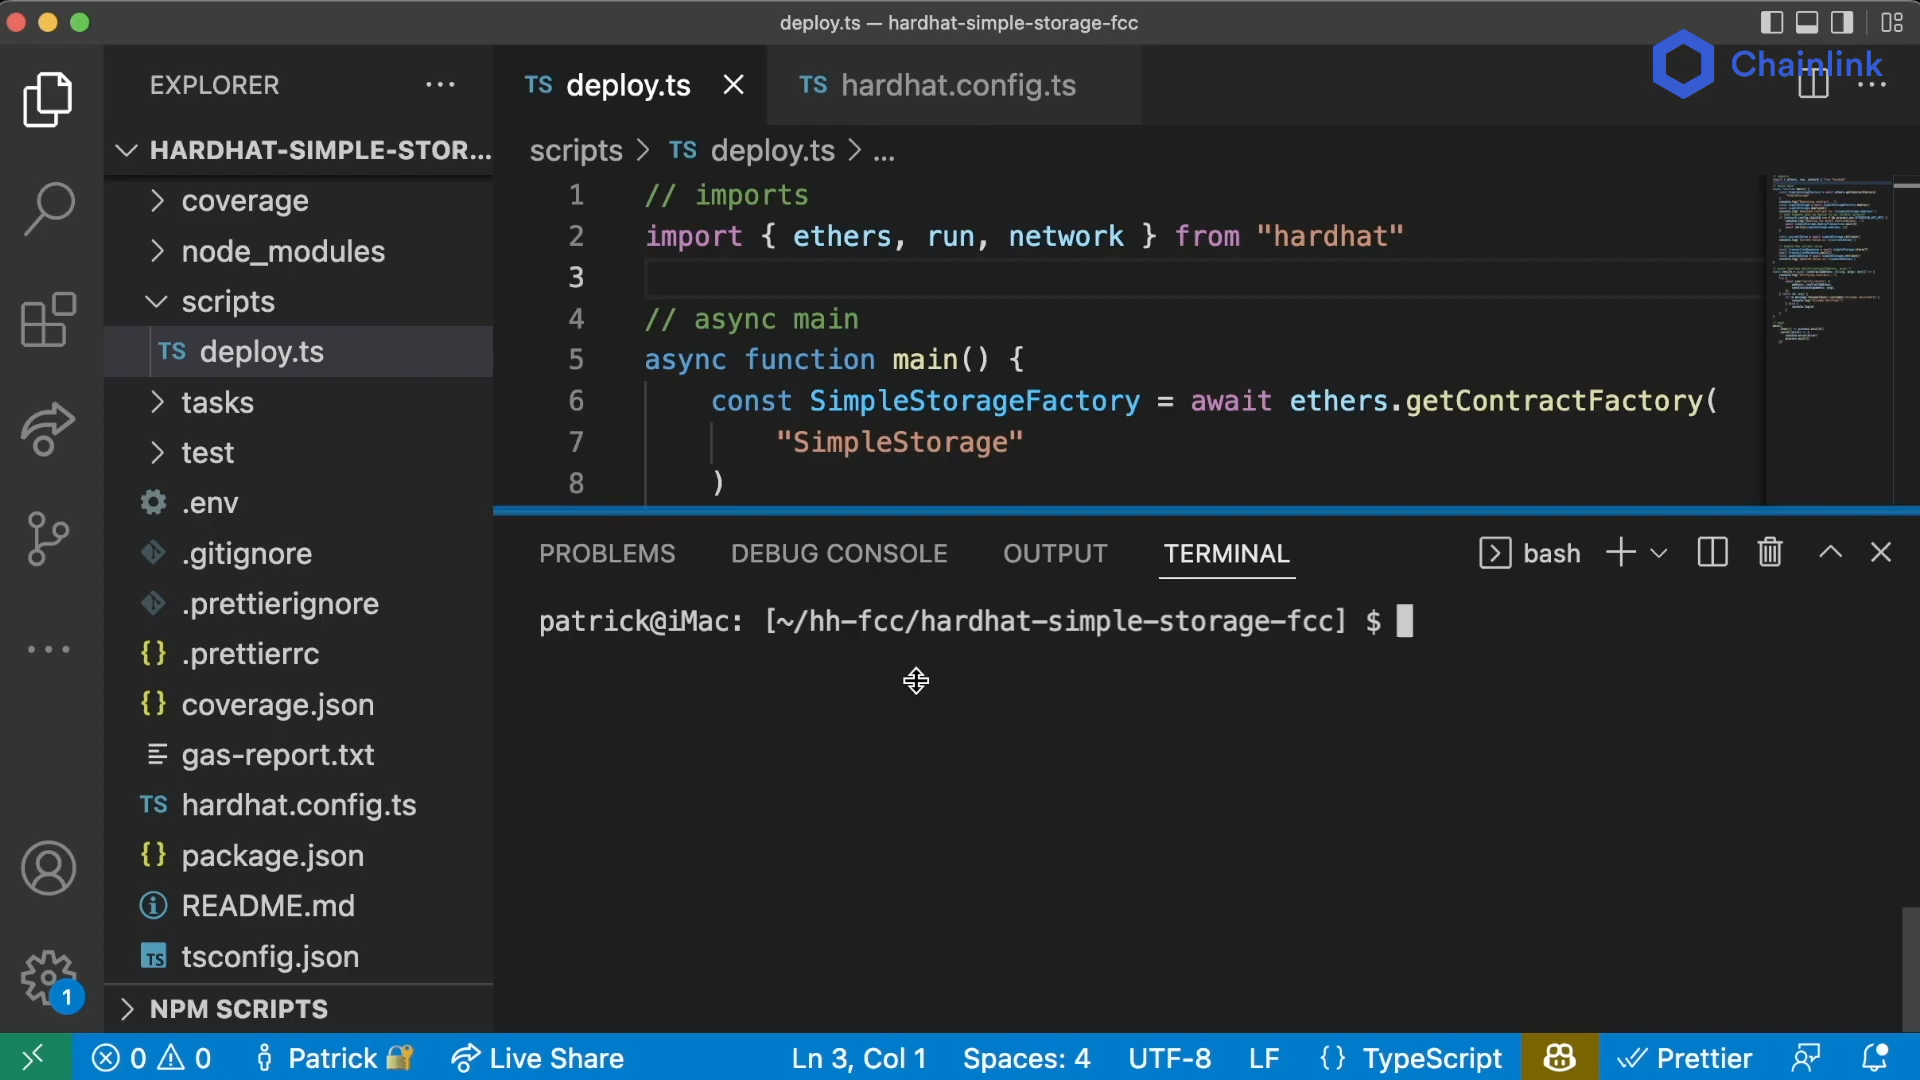 deploy.ts — hardhat-simple-storage-fcc
Chainlink
EXPLORER
HARDHAT-SIMPLE-STOR...
coverage
node_modules
scripts
TS deploy.ts
tasks
test
.env
.gitignore
.prettierignore
{} .prettierrc
{} coverage.json
gas-report.txt
TS hardhat.config.ts
{} package.json
README.md
TS tsconfig.json
NPM SCRIPTS
1
TS deploy.ts
TS hardhat.config.ts
scripts > TS deploy.ts > ...
1 // imports
2 import { ethers, run, network } from "hardhat"
3
4 // async main
5 async function main() {
6 const SimpleStorageFactory = await ethers.getContractFactory(
7 "SimpleStorage"
8 )
PROBLEMS DEBUG CONSOLE OUTPUT TERMINAL bash
patrick@iMac: [~/hh-fcc/hardhat-simple-storage-fcc] $
0 0 Patrick Live Share Ln 3, Col 1 Spaces: 4 UTF-8 LF {} TypeScript Prettier